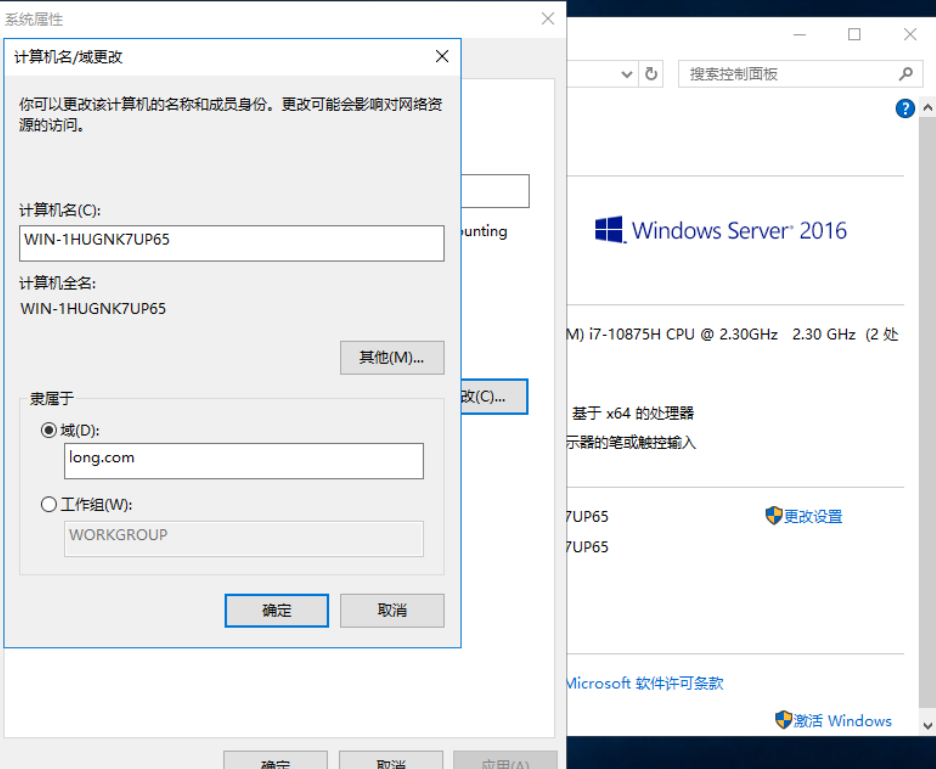 系统属性
计算机名/域更改
你可以更改该计算机的名称和成员身份。更改可能会影响对网络资
源的访问。
计算机名(C):
WIN-1HUGNK7UP65
计算机全名:
WIN-1HUGNK7UP65
其他(M)...
隶属于
域(D):
long.com
工作组(W):
WORKGROUP
确定
取消
unting
改(C)...
确定
取消
应用(A)
搜索控制面板
Windows Server 2016
M) i7-10875H CPU @ 2.30GHz 2.30 GHz (2 处
基于 x64 的处理器
示器的笔或触控输入
7UP65
更改设置
7UP65
Microsoft 软件许可条款
激活 Windows